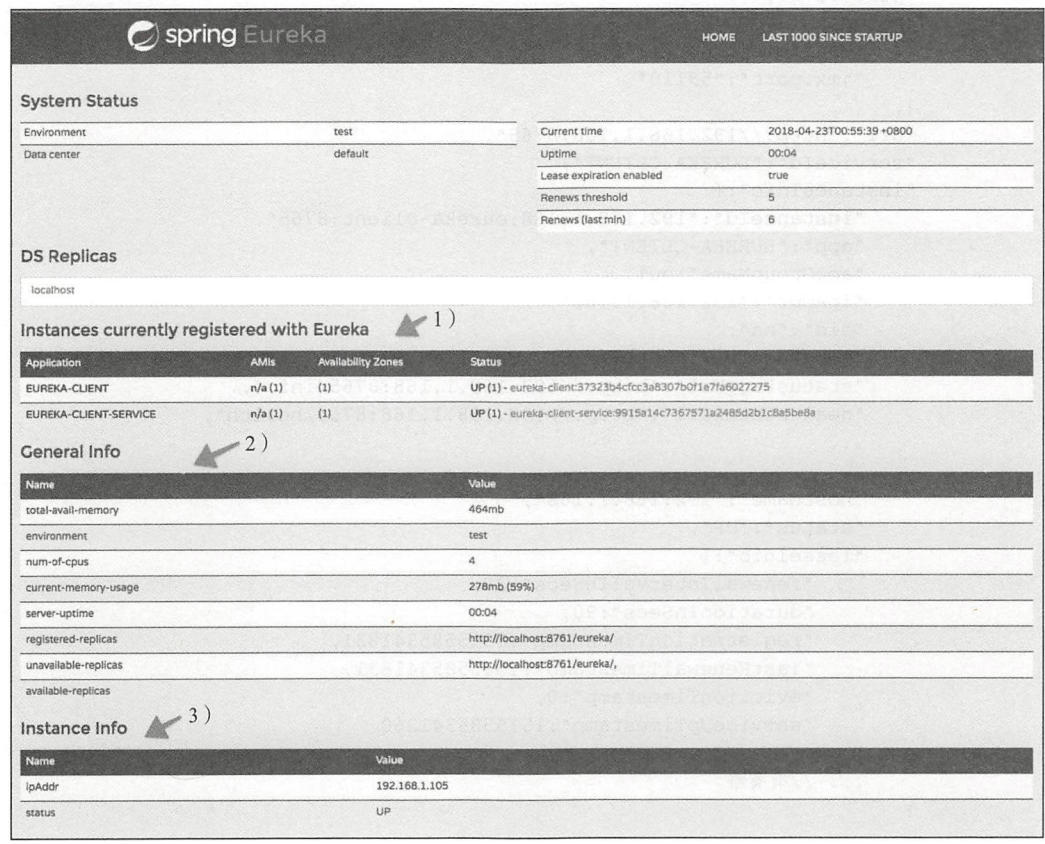 spring Eureka
HOME LAST 1000 SINCE STARTUP
System Status
Environment test
Data center default
Current time 2018-04-23T00:55:39 +0800
Uptime 00:04
Lease expiration enabled true
Renews threshold 5
Renews (last min) 6
DS Replicas
localhost
Instances currently registered with Eureka 1)
Application AMIs Availability Zones Status
EUREKA-CLIENT n/a (1) (1) UP (1) - eureka-client:37323b4cfcc3a8307b0f1e7fa6027275
EUREKA-CLIENT-SERVICE n/a (1) (1) UP (1) - eureka-client-service:9915a14c7367571a2485d2b1c8a5be8a
General Info 2)
Name Value
total-avail-memory 464mb
environment test
num-of-cpus 4
current-memory-usage 278mb (59%)
server-uptime 00:04
registered-replicas http://localhost:8761/eureka/
unavailable-replicas http://localhost:8761/eureka/,
available-replicas
Instance Info 3)
Name Value
ipAddr 192.168.1.105
status UP